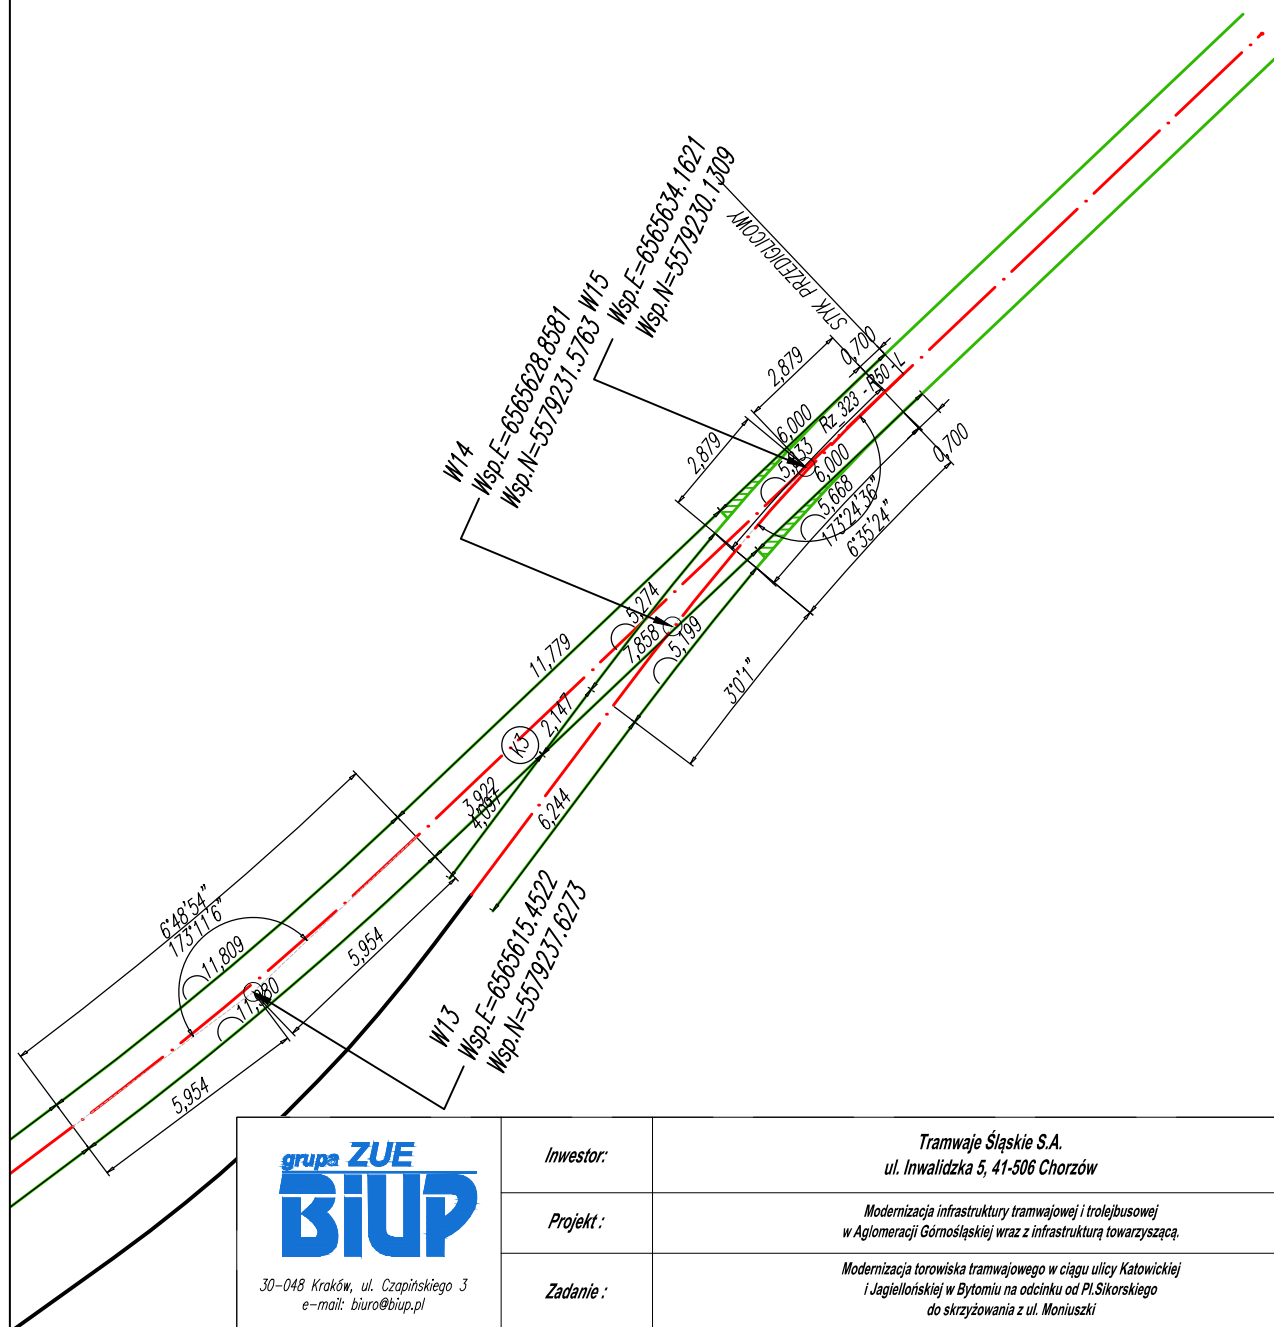 W15
Wsp.E=6565634.1621
Wsp.N=5579230.1309
STYK PRZEDIGLICOWY
W14
Wsp.E=6565628.8581
Wsp.N=5579231.5763
2,879
0,700
2,879
6,000
Rz_323 - R50 -L
6,000
5,668
173°24'36"
6°35'24"
0,700
5,274
7,858
5,199
3°0'1"
11,779
2,147
K3
3,922
6,244
6°48'54"
173°11'6"
11,809
5,954
5,954
W13
Wsp.E=6565615.4522
Wsp.N=5579237.6273
grupa ZUE
BiUP
30-048 Kraków, ul. Czapińskiego 3
e-mail: biuro@biup.pl
Inwestor:
Tramwaje Śląskie S.A.
ul. Inwalidzka 5, 41-506 Chorzów
Projekt :
Modernizacja infrastruktury tramwajowej i trolejbusowej
w Aglomeracji Górnośląskiej wraz z infrastrukturą towarzyszącą.
Zadanie :
Modernizacja torowiska tramwajowego w ciągu ulicy Katowickiej
i Jagiellońskiej w Bytomiu na odcinku od Pl.Sikorskiego
do skrzyżowania z ul. Moniuszki